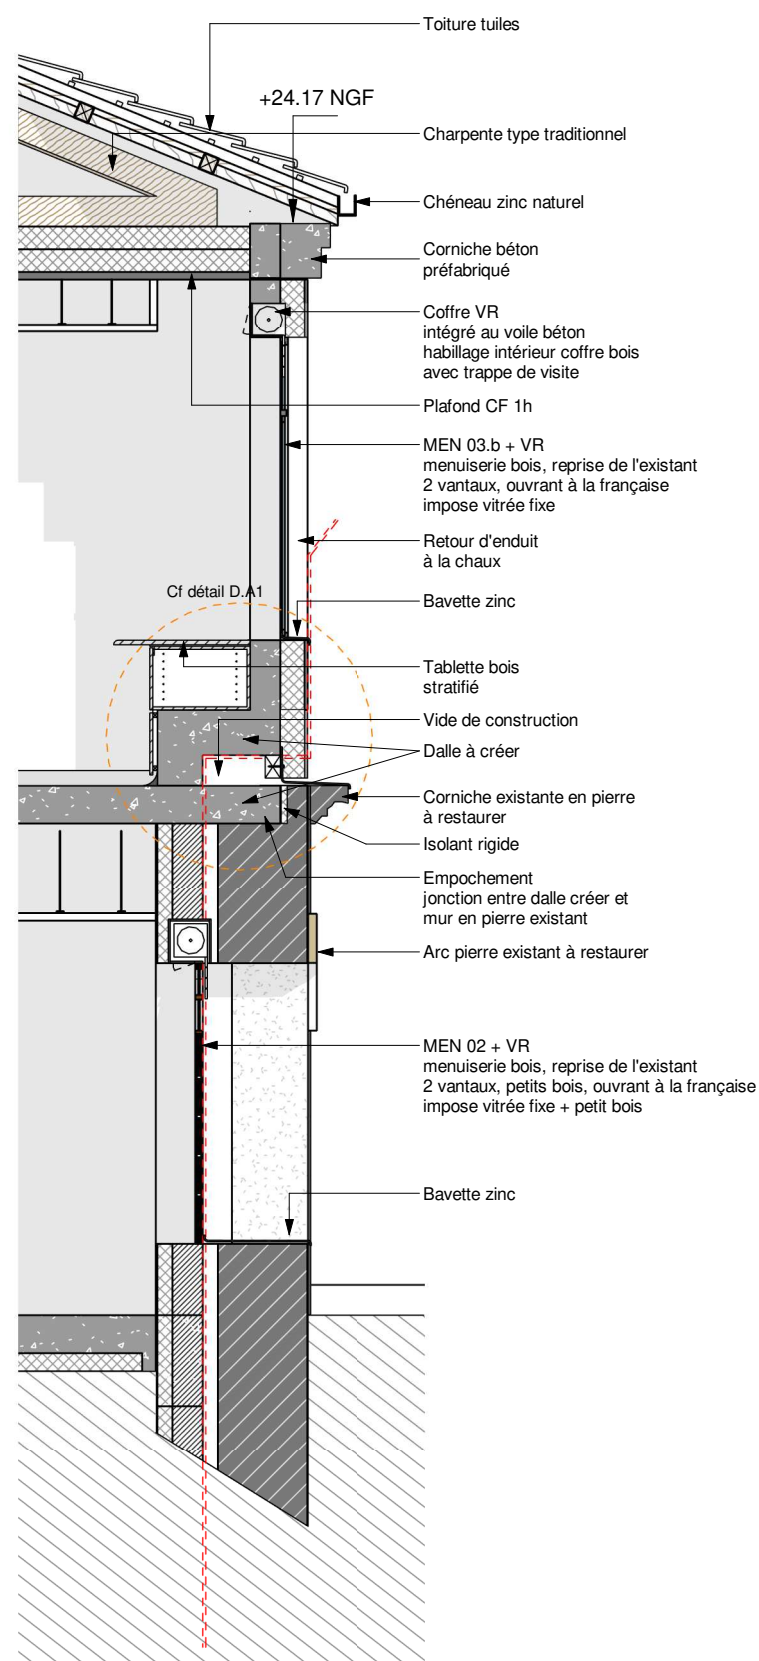 Toiture tuiles
+24.17 NGF
Charpente type traditionnel
Chéneau zinc naturel
Corniche béton
préfabriqué
Coffre VR
intégré au voile béton
habillage intérieur coffre bois
avec trappe de visite
Plafond CF 1h
MEN 03.b + VR
menuiserie bois, reprise de l'existant
2 vantaux, ouvrant à la française
impose vitrée fixe
Retour d'enduit
à la chaux
Cf détail D.A1
Bavette zinc
Tablette bois
stratifié
Vide de construction
Dalle à créer
Corniche existante en pierre
à restaurer
Isolant rigide
Empochement
jonction entre dalle créer et
mur en pierre existant
Arc pierre existant à restaurer
MEN 02 + VR
menuiserie bois, reprise de l'existant
2 vantaux, petits bois, ouvrant à la française
impose vitrée fixe + petit bois
Bavette zinc